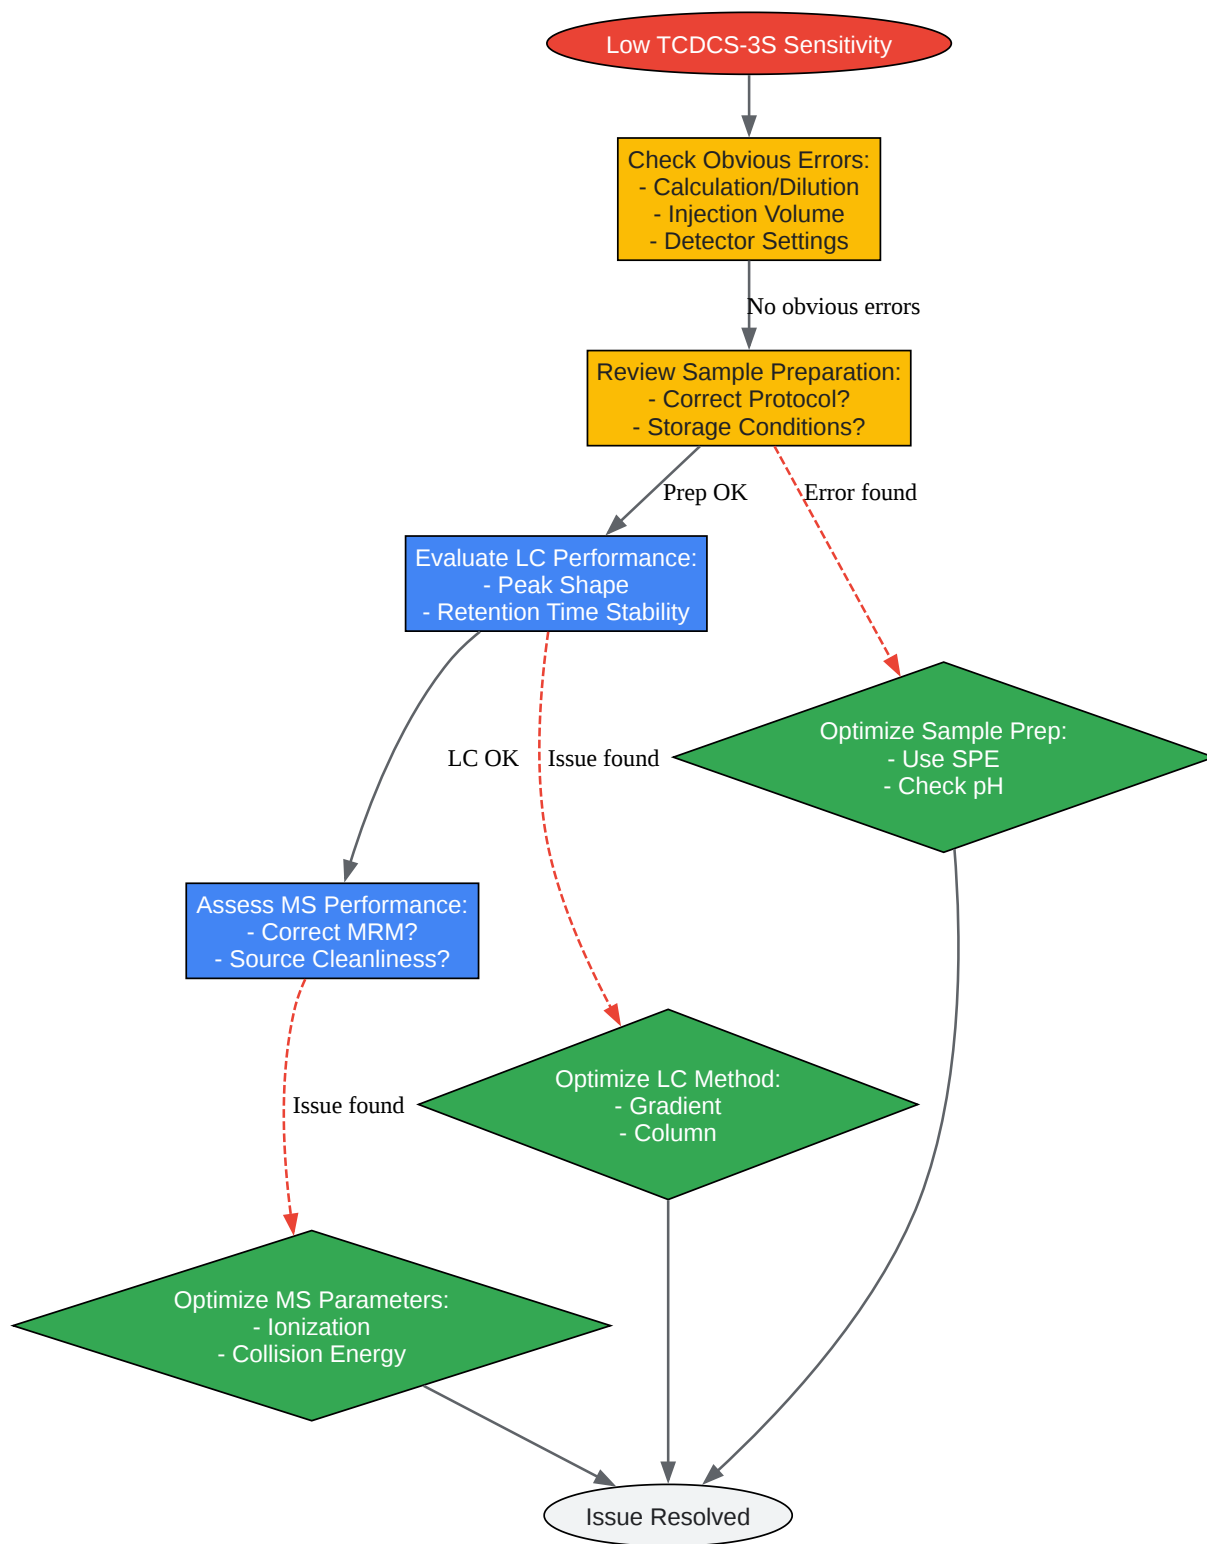 Low TCDCS-3S Sensitivity
Check Obvious Errors:
- Calculation/Dilution
- Injection Volume
- Detector Settings
No obvious errors
Review Sample Preparation:
- Correct Protocol?
- Storage Conditions?
Prep OK
Error found
Evaluate LC Performance:
- Peak Shape
- Retention Time Stability
Optimize Sample Prep:
- Use SPE
- Check pH
LC OK
Issue found
Assess MS Performance:
- Correct MRM?
- Source Cleanliness?
Optimize LC Method:
- Gradient
- Column
Issue found
Optimize MS Parameters:
- Ionization
- Collision Energy
Issue Resolved